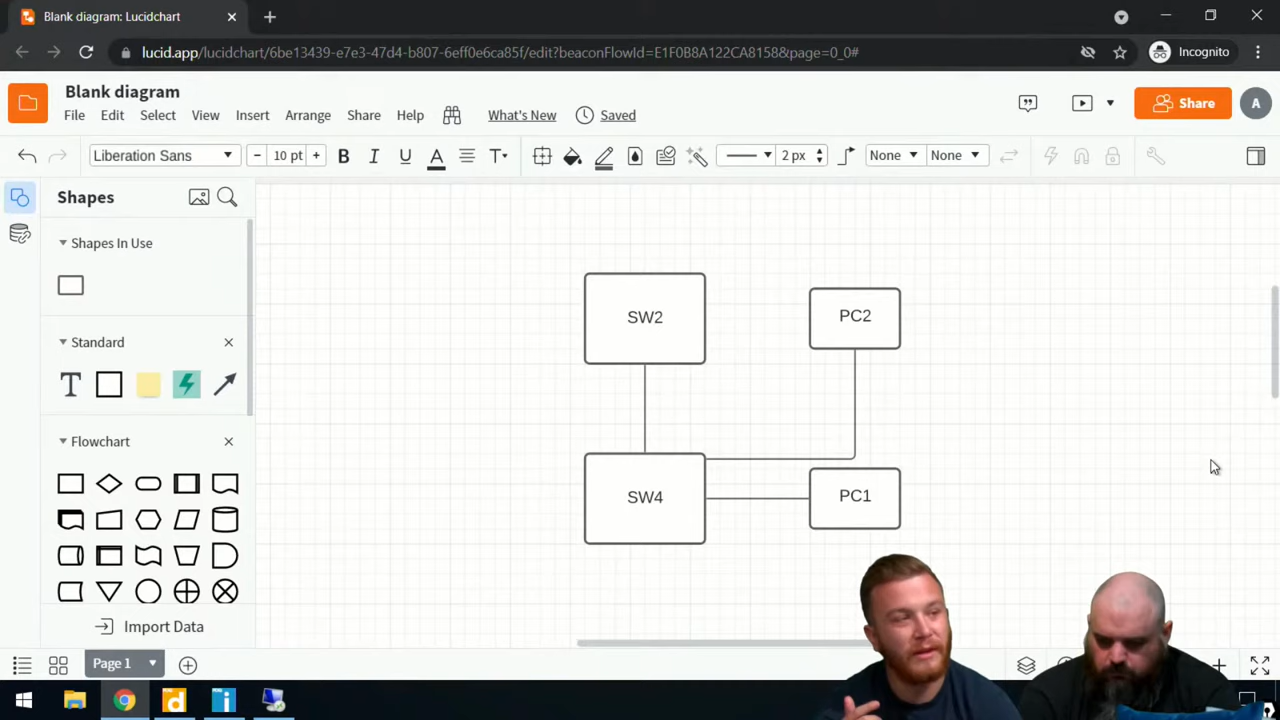 Blank diagram: Lucidchart
lucid.app/lucidchart/6be13439-e7e3-47d4-b807-6eff0e6ca85f/edit?beaconFlowId=E1F0B8A122CA8158&page=0_0#
Incognito
Blank diagram
File Edit Select View Insert Arrange Share Help What's New Saved
Share A
Liberation Sans 10 pt B I U A T 2 px None None
Shapes
Shapes In Use
Standard
T
Flowchart
Import Data
SW2
PC2
SW4
PC1
Page 1